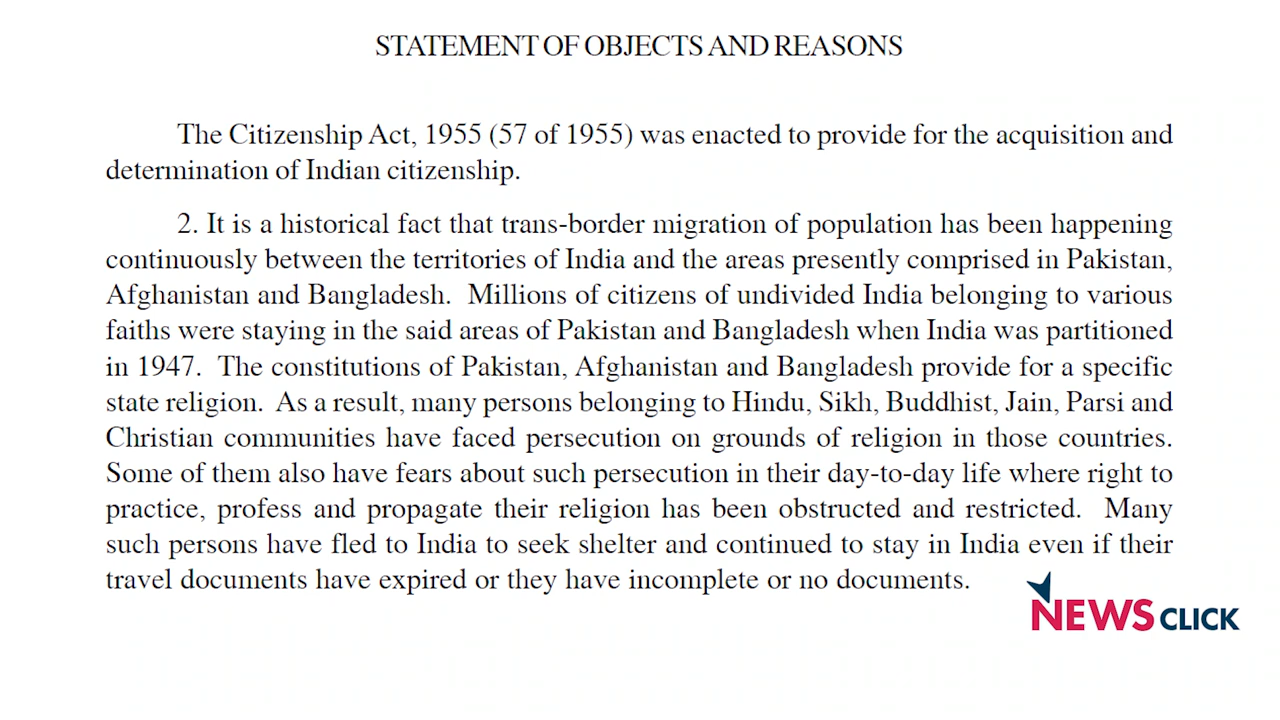 STATEMENT OF OBJECTS AND REASONS
The Citizenship Act, 1955 (57 of 1955) was enacted to provide for the acquisition and
determination of Indian citizenship.
2. It is a historical fact that trans-border migration of population has been happening
continuously between the territories of India and the areas presently comprised in Pakistan,
Afghanistan and Bangladesh. Millions of citizens of undivided India belonging to various
faiths were staying in the said areas of Pakistan and Bangladesh when India was partitioned
in 1947. The constitutions of Pakistan, Afghanistan and Bangladesh provide for a specific
state religion. As a result, many persons belonging to Hindu, Sikh, Buddhist, Jain, Parsi and
Christian communities have faced persecution on grounds of religion in those countries.
Some of them also have fears about such persecution in their day-to-day life where right to
practice, profess and propagate their religion has been obstructed and restricted. Many
such persons have fled to India to seek shelter and continued to stay in India even if their
travel documents have expired or they have incomplete or no documents.
NEWSCLICK